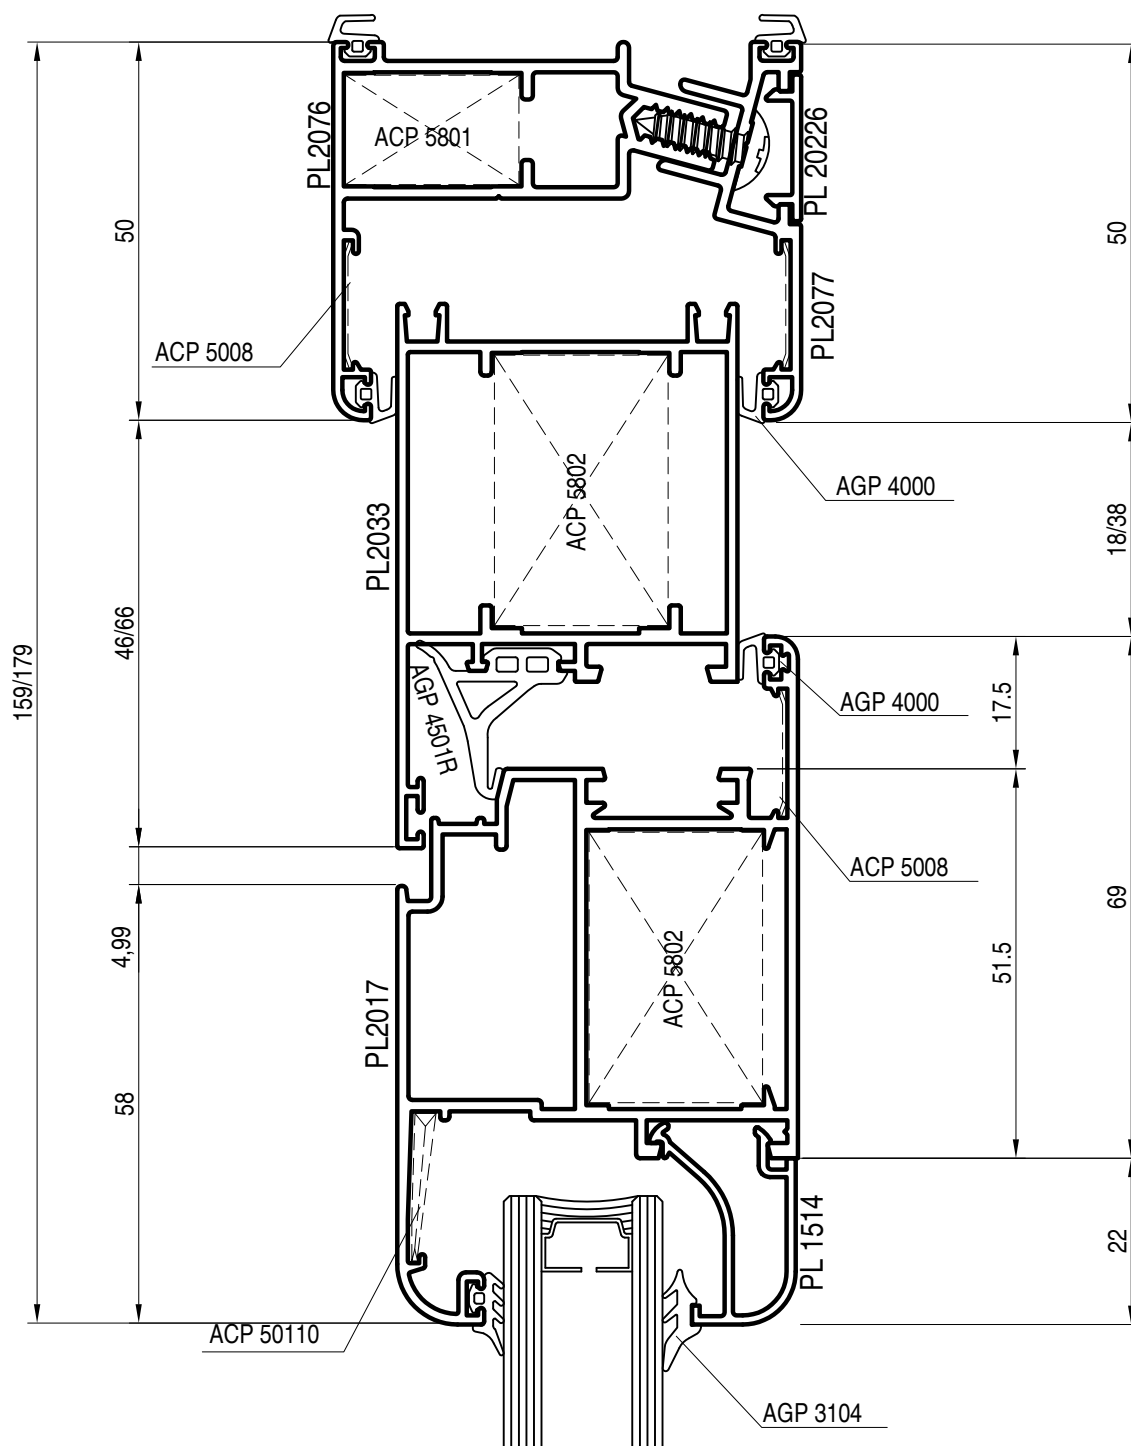 PL2076
ACP 5801
PL 20226
50
50
PL2077
ACP 5008
ACP 5802
AGP 4000
PL2033
18/38
46/66
159/179
AGP 4501R
AGP 4000
17.5
ACP 5008
69
4,99
51.5
ACP 5802
PL2017
58
PL 1514
22
ACP 50110
AGP 3104